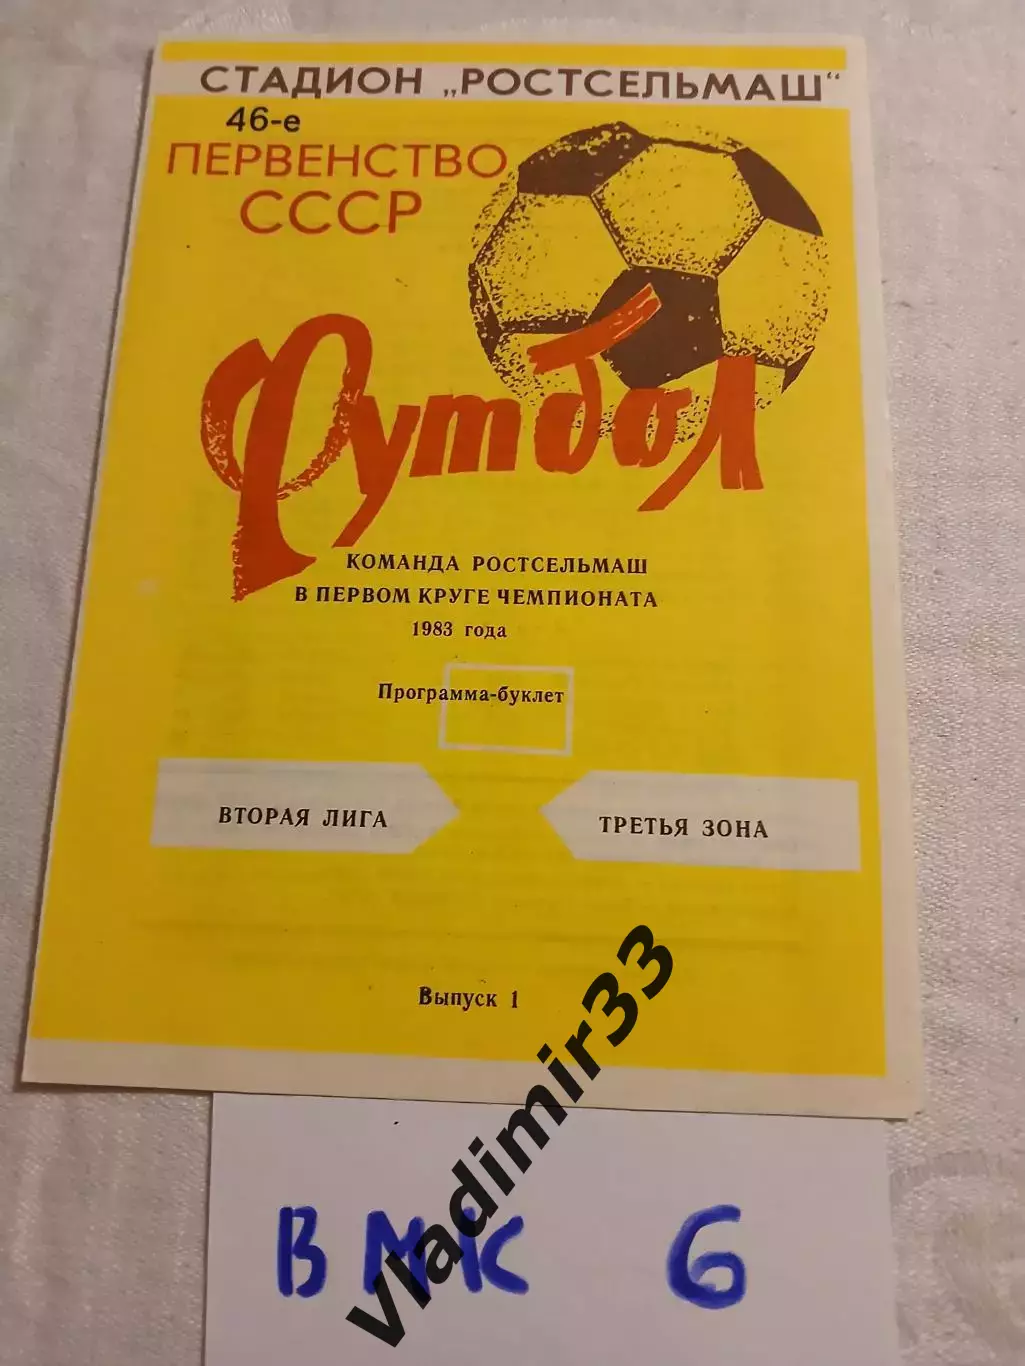 СТАДИОН „РОСТСЕЛЬМАШ“
46-е
ПЕРВЕНСТВО
СССР
Футбол
КОМАНДА РОСТСЕЛЬМАШ
В ПЕРВОМ КРУГЕ ЧЕМПИОНАТА
1983 года
Программа-буклет
ВТОРАЯ ЛИГА
ТРЕТЬЯ ЗОНА
Выпуск 1
Vladimir33
ВМК 6